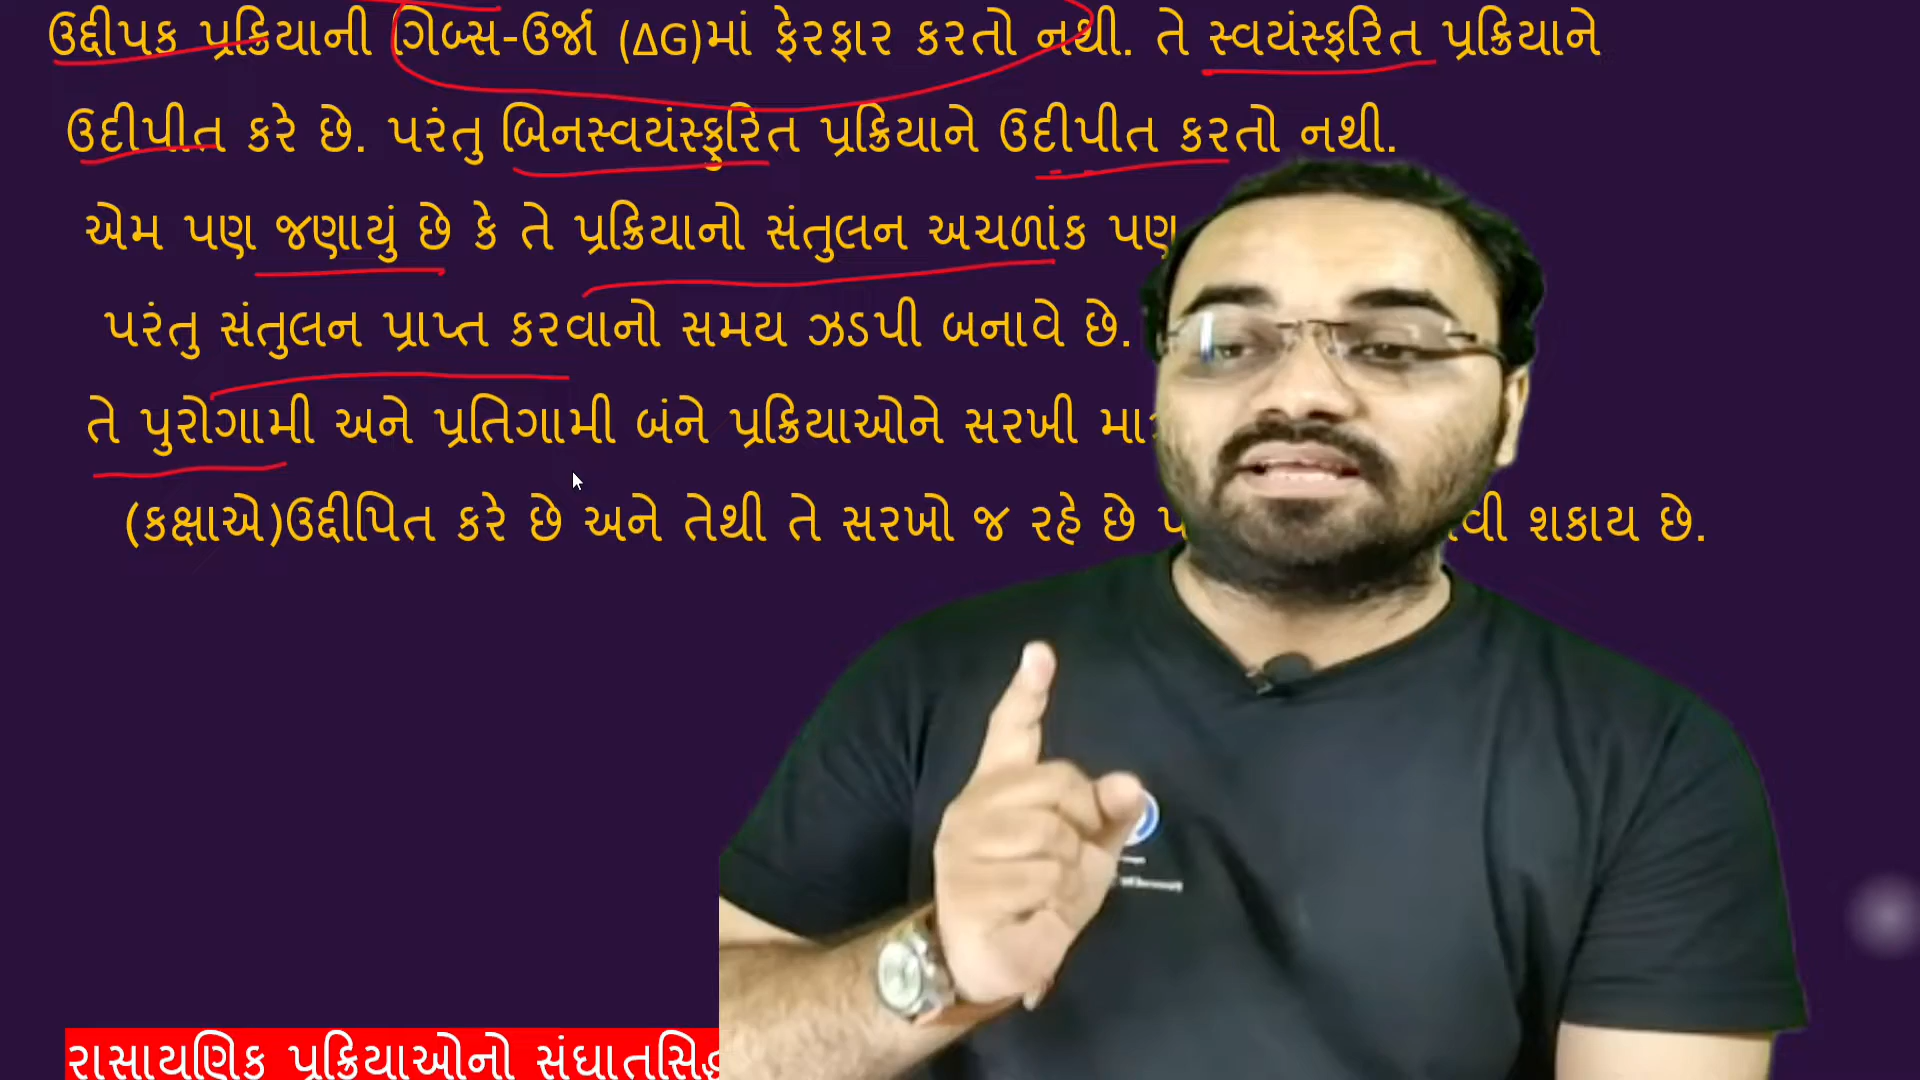 ઉદ્દીપક પ્રક્રિયાની ગિબ્સ-ઉર્જા (ΔG)માં ફેરફાર કરતો નથી. તે સ્વયંસ્ફરિત પ્રક્રિયાને
ઉદીપીત કરે છે. પરંતુ બિનસ્વયંસ્ફુરિત પ્રક્રિયાને ઉદીપીત કરતો નથી.
એમ પણ જણાયું છે કે તે પ્રક્રિયાનો સંતુલન અચળાંક પણ
પરંતુ સંતુલન પ્રાપ્ત કરવાનો સમય ઝડપી બનાવે છે.
તે પુરોગામી અને પ્રતિગામી બંને પ્રક્રિયાઓને સરખી
(કક્ષાએ)ઉદ્દીપિત કરે છે અને તેથી તે સરખો જ રહે છે શકાય છે.
રાસાયણિક પ્રક્રિયાઓનો